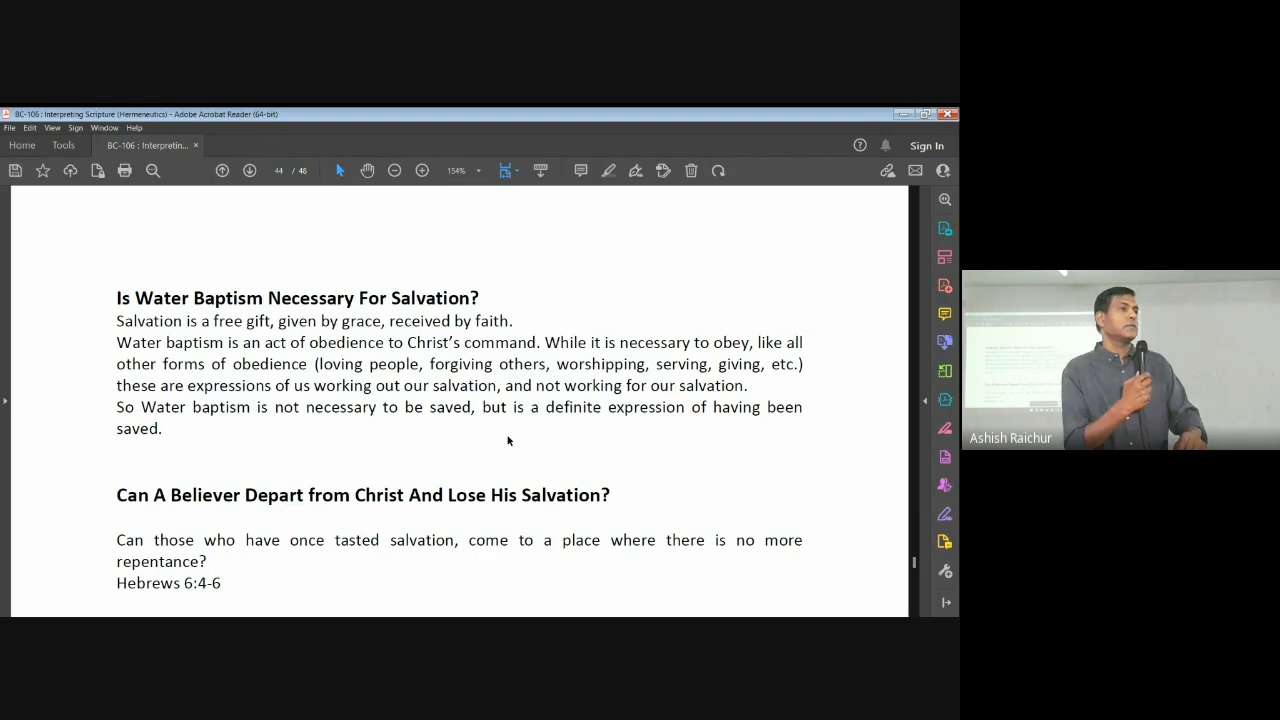 BC-106 : Interpreting Scripture (Hermeneutics) - Adobe Acrobat Reader (64-bit)
File Edit View Sign Window Help
Home Tools BC-106 : Interpretin... × Sign In
44 / 48 154%
Is Water Baptism Necessary For Salvation?
Salvation is a free gift, given by grace, received by faith.
Water baptism is an act of obedience to Christ's command. While it is necessary to obey, like all
other forms of obedience (loving people, forgiving others, worshipping, serving, giving, etc.)
these are expressions of us working out our salvation, and not working for our salvation.
So Water baptism is not necessary to be saved, but is a definite expression of having been
saved.
Can A Believer Depart from Christ And Lose His Salvation?
Can those who have once tasted salvation, come to a place where there is no more
repentance?
Hebrews 6:4-6
Ashish Raichur